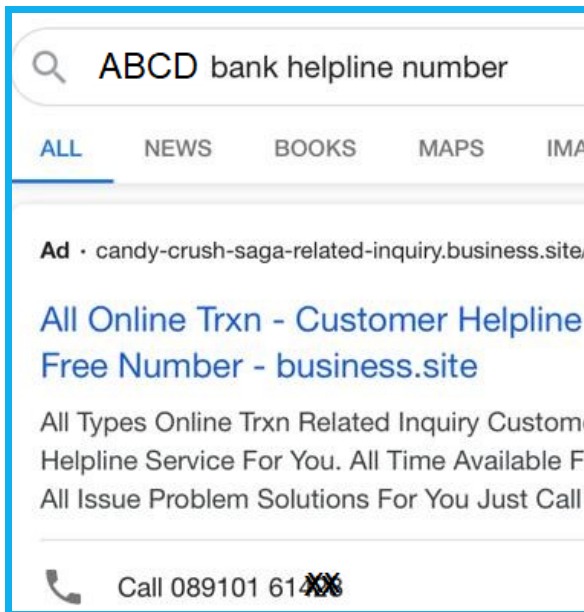 ABCD bank helpline number
ALL NEWS BOOKS MAPS
Ad · candy-crush-saga-related-inquiry.business.site/
All Online Trxn - Customer Helpline
Free Number - business.site
All Types Online Trxn Related Inquiry
Helpline Service For You. All Time Available
All Issue Problem Solutions For You Just Call
Call 089101 61